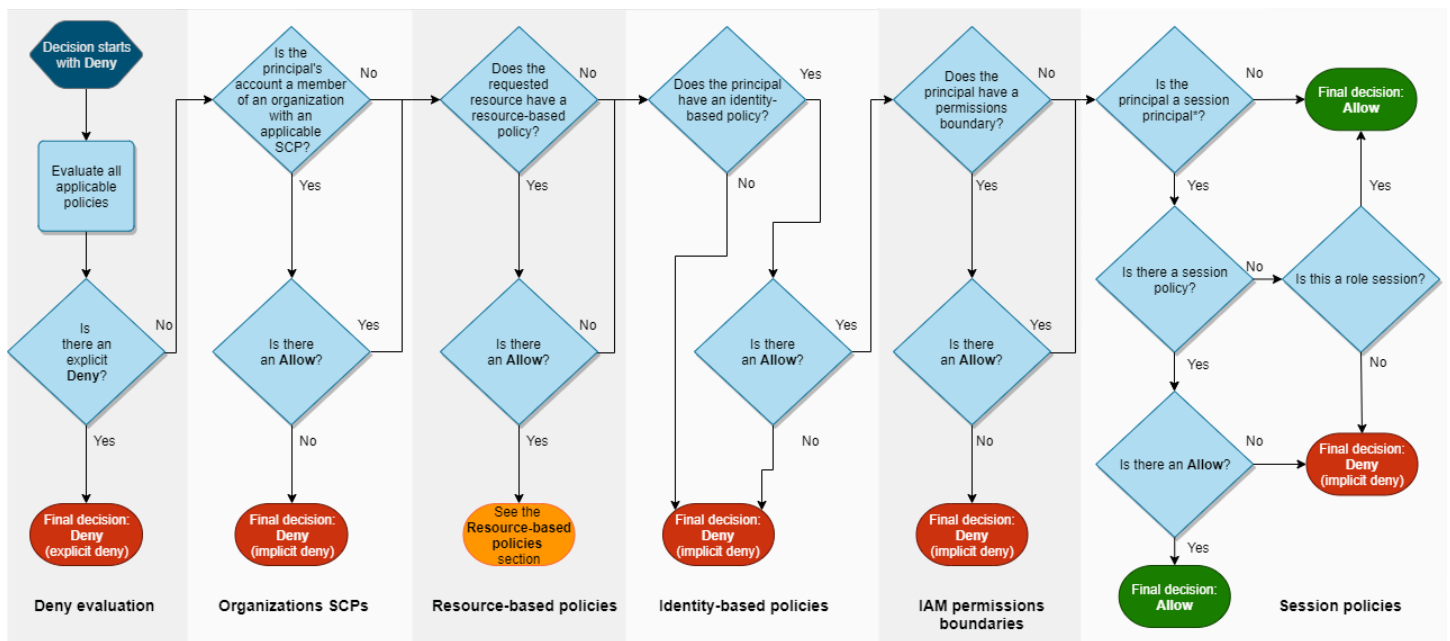 Decision starts
with Deny
Evaluate all
applicable
policies
Is
there an
explicit
Deny?
No
Yes
Final decision:
Deny
(explicit deny)
Deny evaluation
Is the
principal's
account a member
of an organization
with an
applicable
SCP?
No
Yes
Is there
an Allow?
Yes
No
Final decision:
Deny
(implicit deny)
Organizations SCPs
Does the
requested
resource have a
resource-based
policy?
No
Yes
Is there
an Allow?
No
Yes
See the
Resource-based
policies
section
Resource-based policies
Does the principal
have an identity-
based policy?
Yes
No
Is there
an Allow?
Yes
No
Final decision:
Deny
(implicit deny)
Identity-based policies
Does the
principal have a
permissions
boundary?
No
Yes
Is there
an Allow?
Yes
No
Final decision:
Deny
(implicit deny)
IAM permissions
boundaries
Is the
principal a session
principal*?
No
Final decision:
Allow
Yes
Yes
Is there a session
policy?
No
Is this a role session?
Yes
No
Is there an Allow?
No
Final decision:
Deny
(implicit deny)
Yes
Final decision:
Allow
Session policies